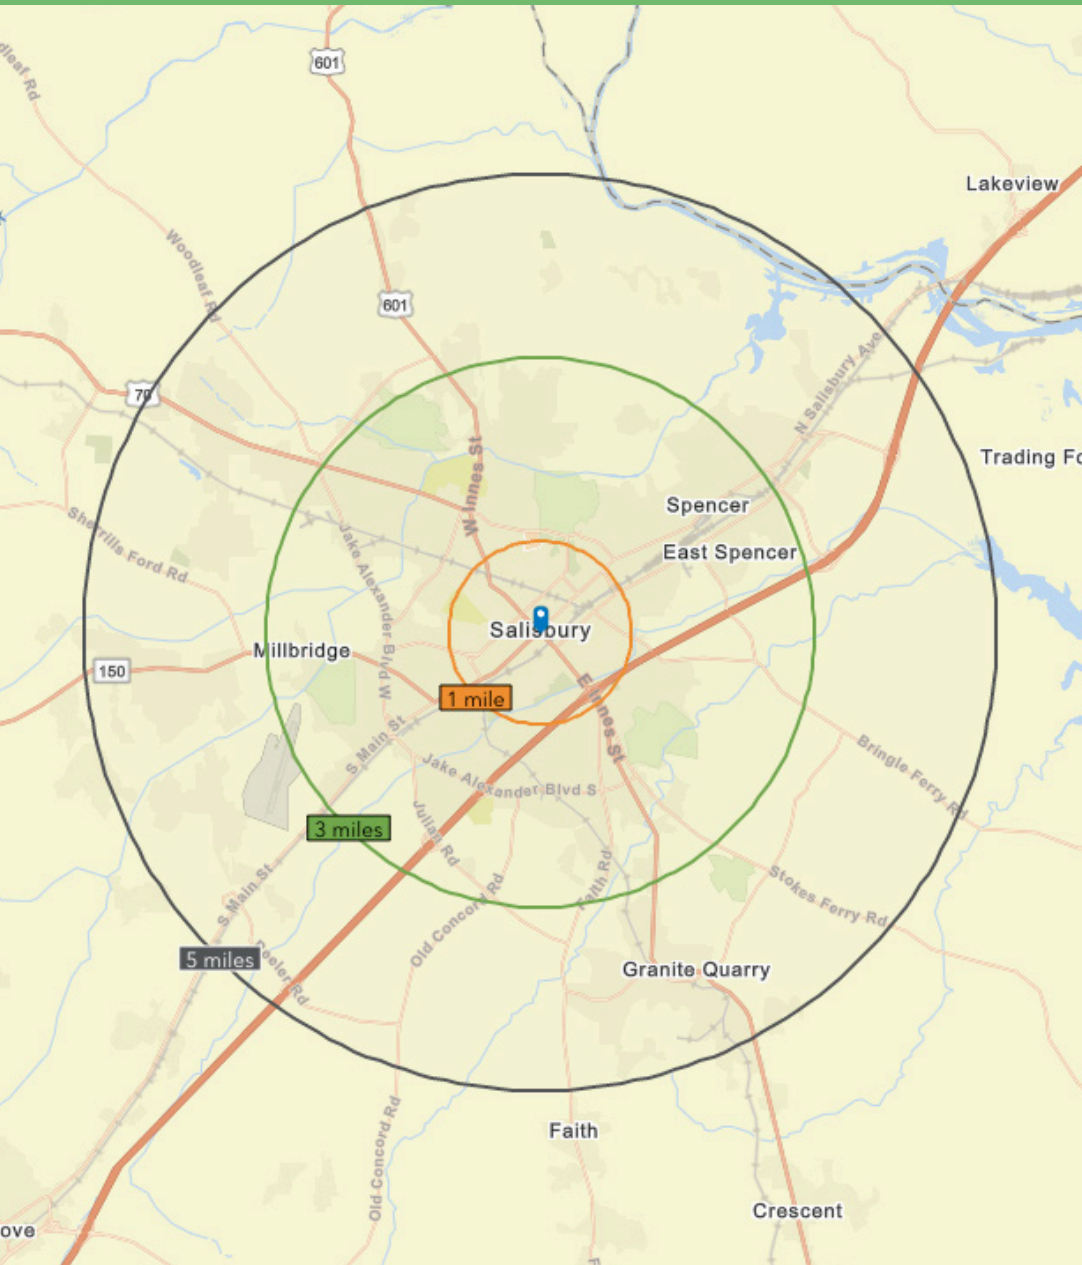 601
dleaf Rd
Lakeview
Woodleaf Rd
601
N Salisbury Ave
70
W Innes St
Trading Fo
Spencer
Sherrills Ford Rd
Jake Alexander Blvd W
East Spencer
Salisbury
Millbridge
150
1 mile
E Innes St
S Main St
Bringle Ferry Rd
Jake Alexander Blvd S
3 miles
Julian Rd
Faith Rd
Stokes Ferry Rd
S Main St
Old Concord Rd
5 miles
Peeler Rd
Granite Quarry
Faith
Old Concord Rd
Crescent
ove
F